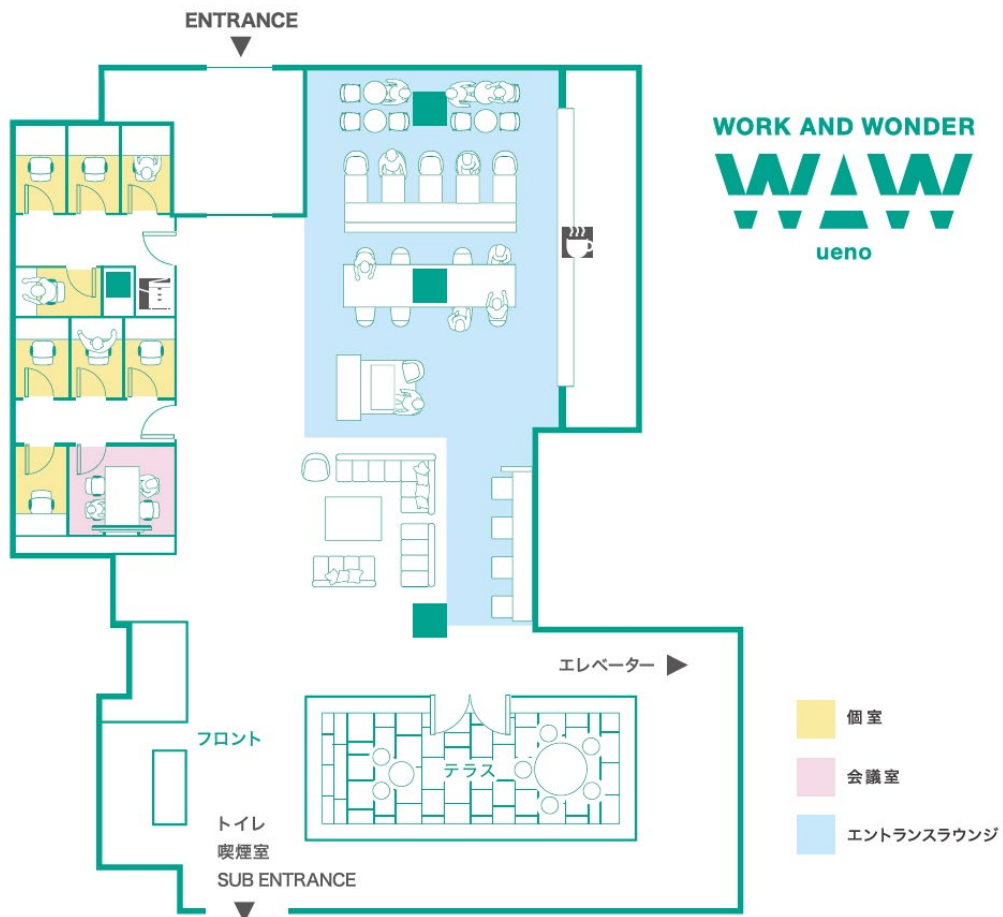 ENTRANCE
WORK AND WONDER
WAW
ueno
エレベーター
フロント
テラス
トイレ
喫煙室
SUB ENTRANCE
個室
会議室
エントランスラウンジ